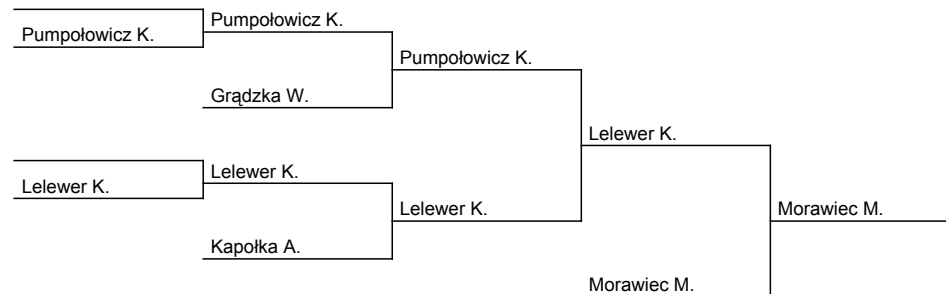 Pumpołowicz K.
Pumpołowicz K.
Pumpołowicz K.
Grądzka W.
Lelewer K.
Lelewer K.
Lelewer K.
Lelewer K.
Morawiec M.
Kapołka A.
Morawiec M.